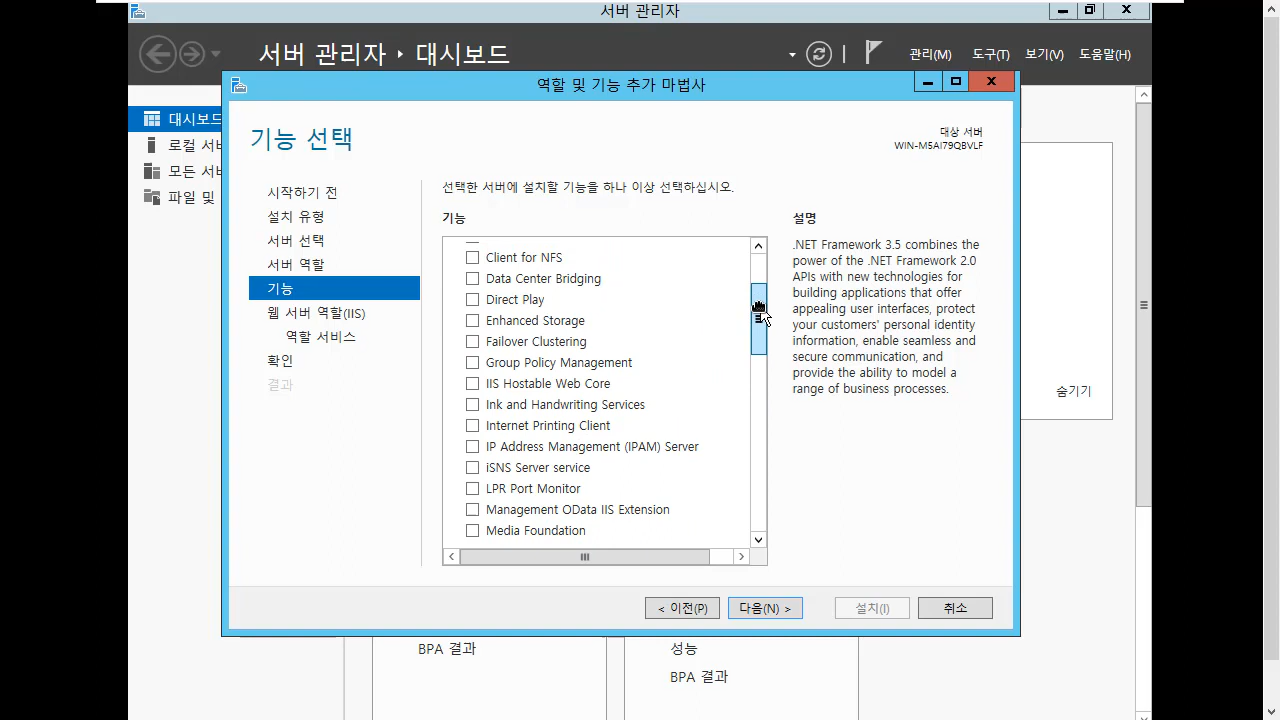 서버 관리자
서버 관리자 ‣ 대시보드
관리(M)
도구(T)
보기(V)
도움말(H)
대시보드
로컬 서버
모든 서
파일 및
역할 및 기능 추가 마법사
기능 선택
대상 서버
WIN-M5AI79QBVLF
시작하기 전
설치 유형
서버 선택
서버 역할
기능
웹 서버 역할(IIS)
역할 서비스
확인
결과
선택한 서버에 설치할 기능을 하나 이상 선택하십시오.
기능
Client for NFS
Data Center Bridging
Direct Play
Enhanced Storage
Failover Clustering
Group Policy Management
IIS Hostable Web Core
Ink and Handwriting Services
Internet Printing Client
IP Address Management (IPAM) Server
iSNS Server service
LPR Port Monitor
Management OData IIS Extension
Media Foundation
설명
.NET Framework 3.5 combines the
power of the .NET Framework 2.0
APIs with new technologies for
building applications that offer
appealing user interfaces, protect
your customers' personal identity
information, enable seamless and
secure communication, and
provide the ability to model a
range of business processes.
숨기기
< 이전(P)
다음(N) >
설치(I)
취소
BPA 결과
성능
BPA 결과